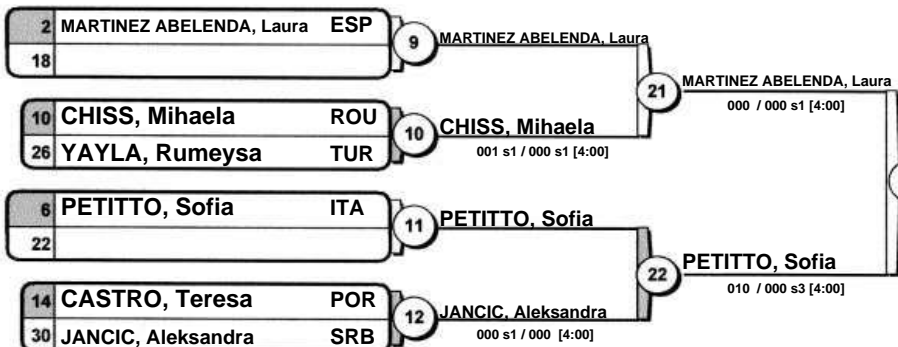 2 MARTINEZ ABELENDA, Laura ESP
18
9
MARTINEZ ABELENDA, Laura
10 CHISS, Mihaela ROU
26 YAYLA, Rumeysa TUR
10
CHISS, Mihaela
001 s1 / 000 s1 [4:00]
21
MARTINEZ ABELENDA, Laura
000 / 000 s1 [4:00]
6 PETITTO, Sofia ITA
22
11
PETITTO, Sofia
14 CASTRO, Teresa POR
30 JANCIC, Aleksandra SRB
12
JANCIC, Aleksandra
000 s1 / 000 [4:00]
22
PETITTO, Sofia
010 / 000 s3 [4:00]